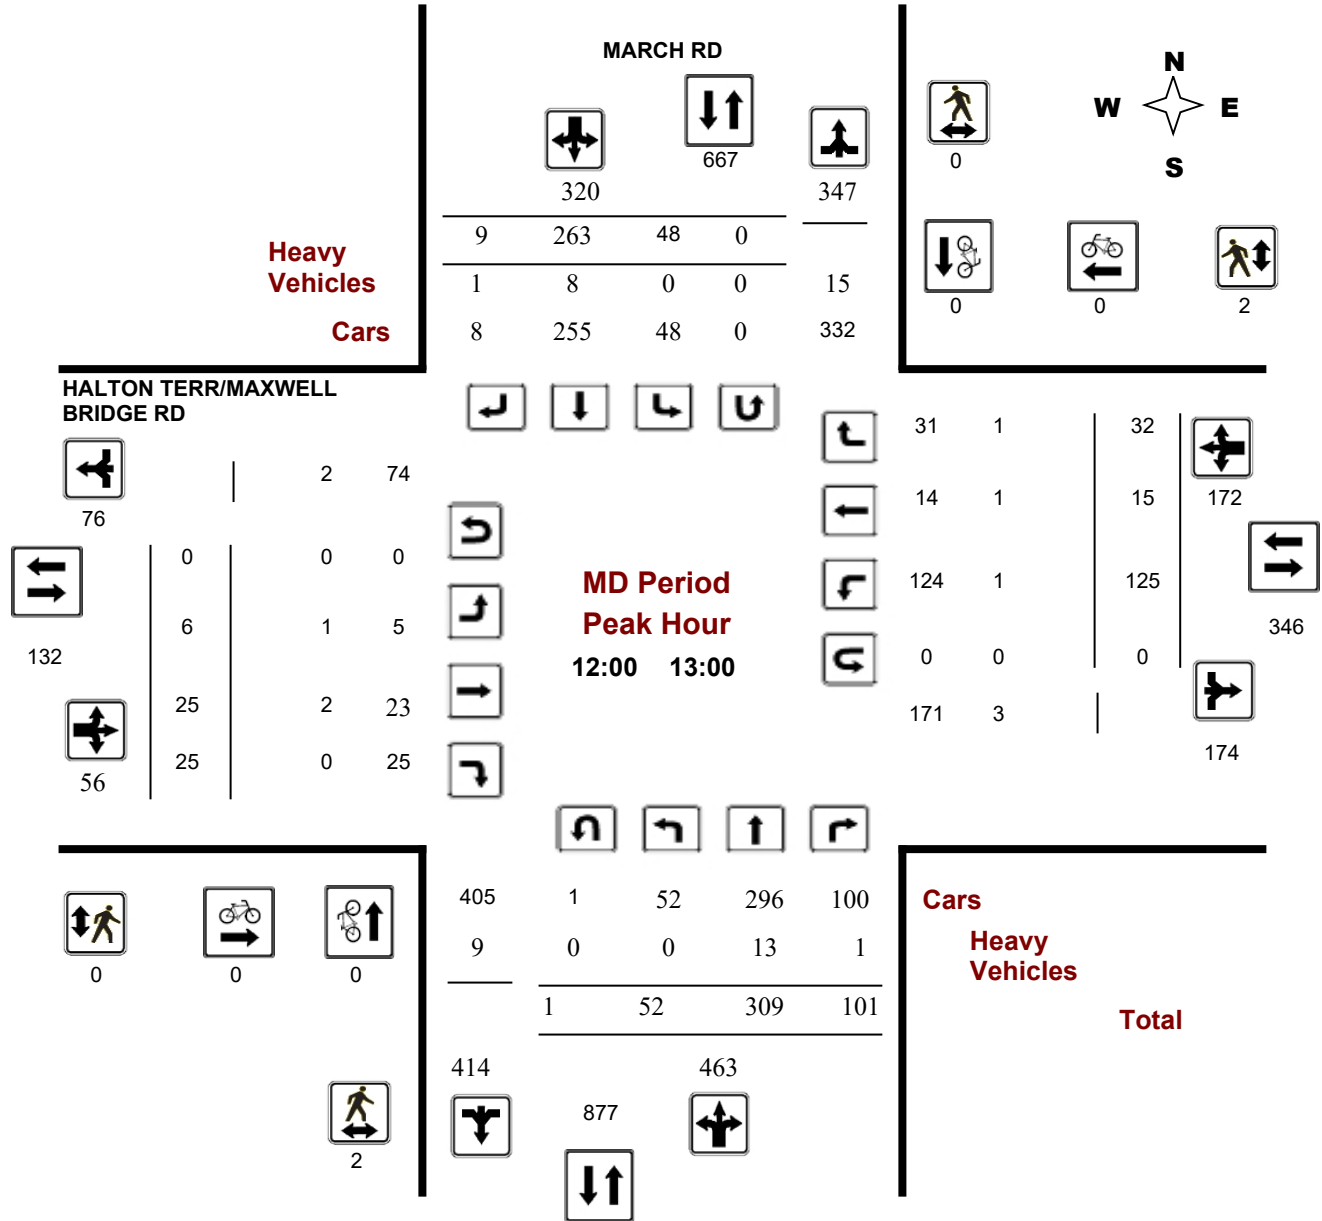 MARCH RD
N
W E
S
667
0
320
347
9 263 48 0
Heavy
Vehicles
1 8 0 0 15
0 0 2
Cars
8 255 48 0 332
HALTON TERR/MAXWELL
BRIDGE RD
31 1 32
2 74
76
14 1 15 172
0 0 0
MD Period
124 1 125
6 1 5
Peak Hour
346
132
12:00 13:00
0 0 0
25 2 23
171 3
174
25 0 25
56
405 1 52 296 100
Cars
9 0 0 13 1
Heavy
Vehicles
0 0 0
1 52 309 101
Total
414 463
877
2